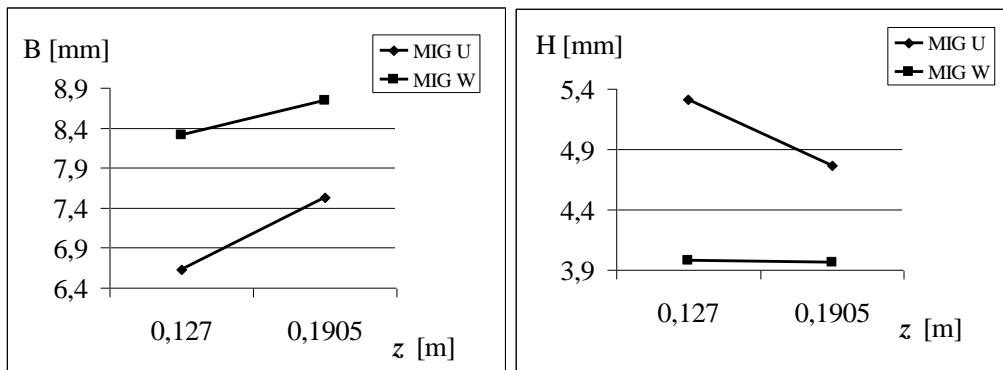 B [mm]
MIG U
MIG W
8,9
8,4
7,9
7,4
6,9
6,4
0,127
0,1905
z [m]
H [mm]
MIG U
MIG W
5,4
4,9
4,4
3,9
0,127
0,1905
z [m]